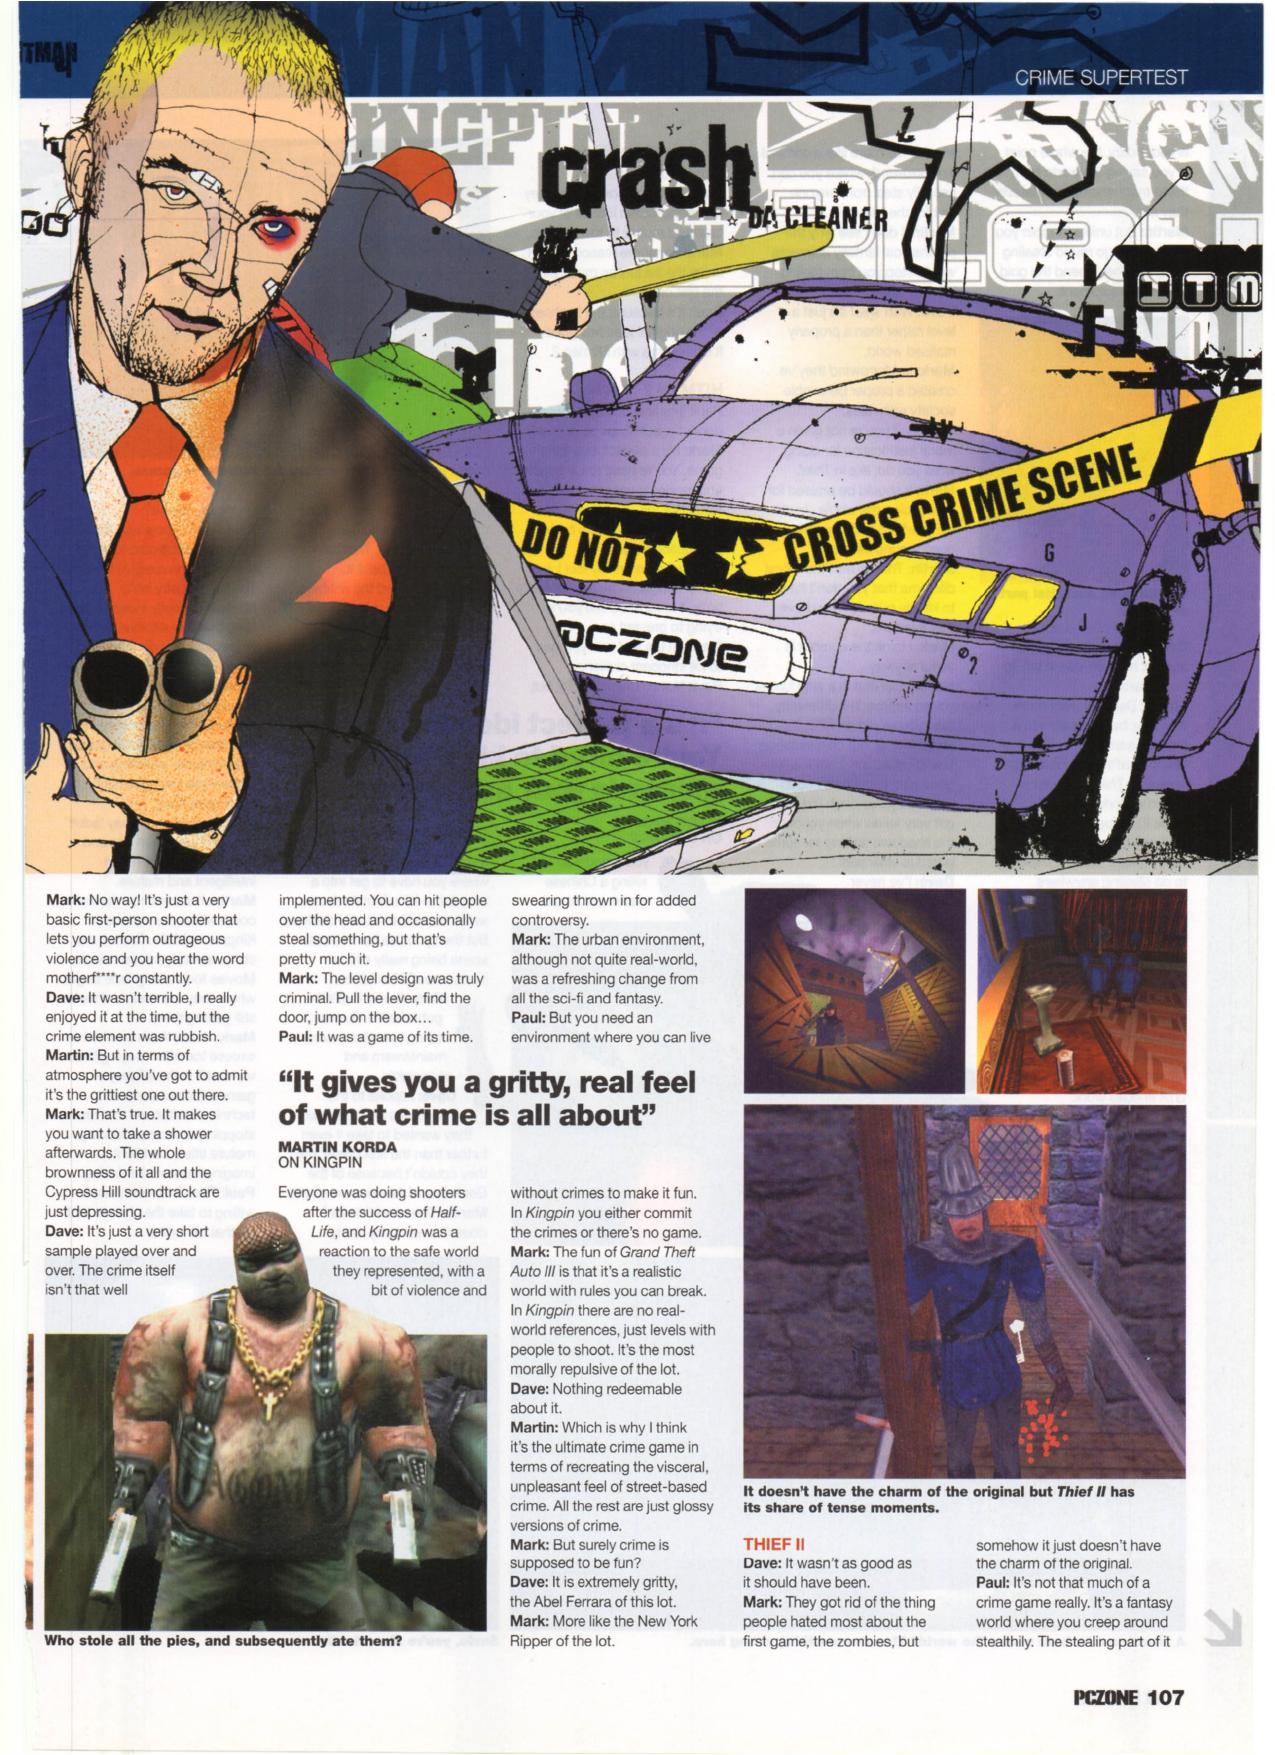 CRIME SUPERTEST
crash
DA CLEANER
ITM
DO NOT
CROSS CRIME SCENE
PCZONE
Mark: No way! It's just a very
basic first-person shooter that
lets you perform outrageous
violence and you hear the word
motherf****r constantly.
Dave: It wasn't terrible, I really
enjoyed it at the time, but the
crime element was rubbish.
Martin: But in terms of
atmosphere you've got to admit
it's the grittiest one out there.
Mark: That's true. It makes
you want to take a shower
afterwards. The whole
brownness of it all and the
Cypress Hill soundtrack are
just depressing.
Dave: It's just a very short
sample played over and
over. The crime itself
isn't that well
implemented. You can hit people
over the head and occasionally
steal something, but that's
pretty much it.
Mark: The level design was truly
criminal. Pull the lever, find the
door, jump on the box...
Paul: It was a game of its time.
"It gives you a gritty, real feel
of what crime is all about"
MARTIN KORDA
ON KINGPIN
Everyone was doing shooters
after the success of Half-
Life, and Kingpin was a
reaction to the safe world
they represented, with a
bit of violence and
swearing thrown in for added
controversy.
Mark: The urban environment,
although not quite real-world,
was a refreshing change from
all the sci-fi and fantasy.
Paul: But you need an
environment where you can live
without crimes to make it fun.
In Kingpin you either commit
the crimes or there's no game.
Mark: The fun of Grand Theft
Auto III is that it's a realistic
world with rules you can break.
In Kingpin there are no real-
world references, just levels with
people to shoot. It's the most
morally repulsive of the lot.
Dave: Nothing redeemable
about it.
Martin: Which is why I think
it's the ultimate crime game in
terms of recreating the visceral,
unpleasant feel of street-based
crime. All the rest are just glossy
versions of crime.
Mark: But surely crime is
supposed to be fun?
Dave: It is extremely gritty,
the Abel Ferrara of this lot.
Mark: More like the New York
Ripper of the lot.
Who stole all the pies, and subsequently ate them?
It doesn't have the charm of the original but Thief II has
its share of tense moments.
THIEF II
Dave: It wasn't as good as
it should have been.
Mark: They got rid of the thing
people hated most about the
first game, the zombies, but
somehow it just doesn't have
the charm of the original.
Paul: It's not that much of a
crime game really. It's a fantasy
world where you creep around
stealthily. The stealing part of it
PCZONE 107